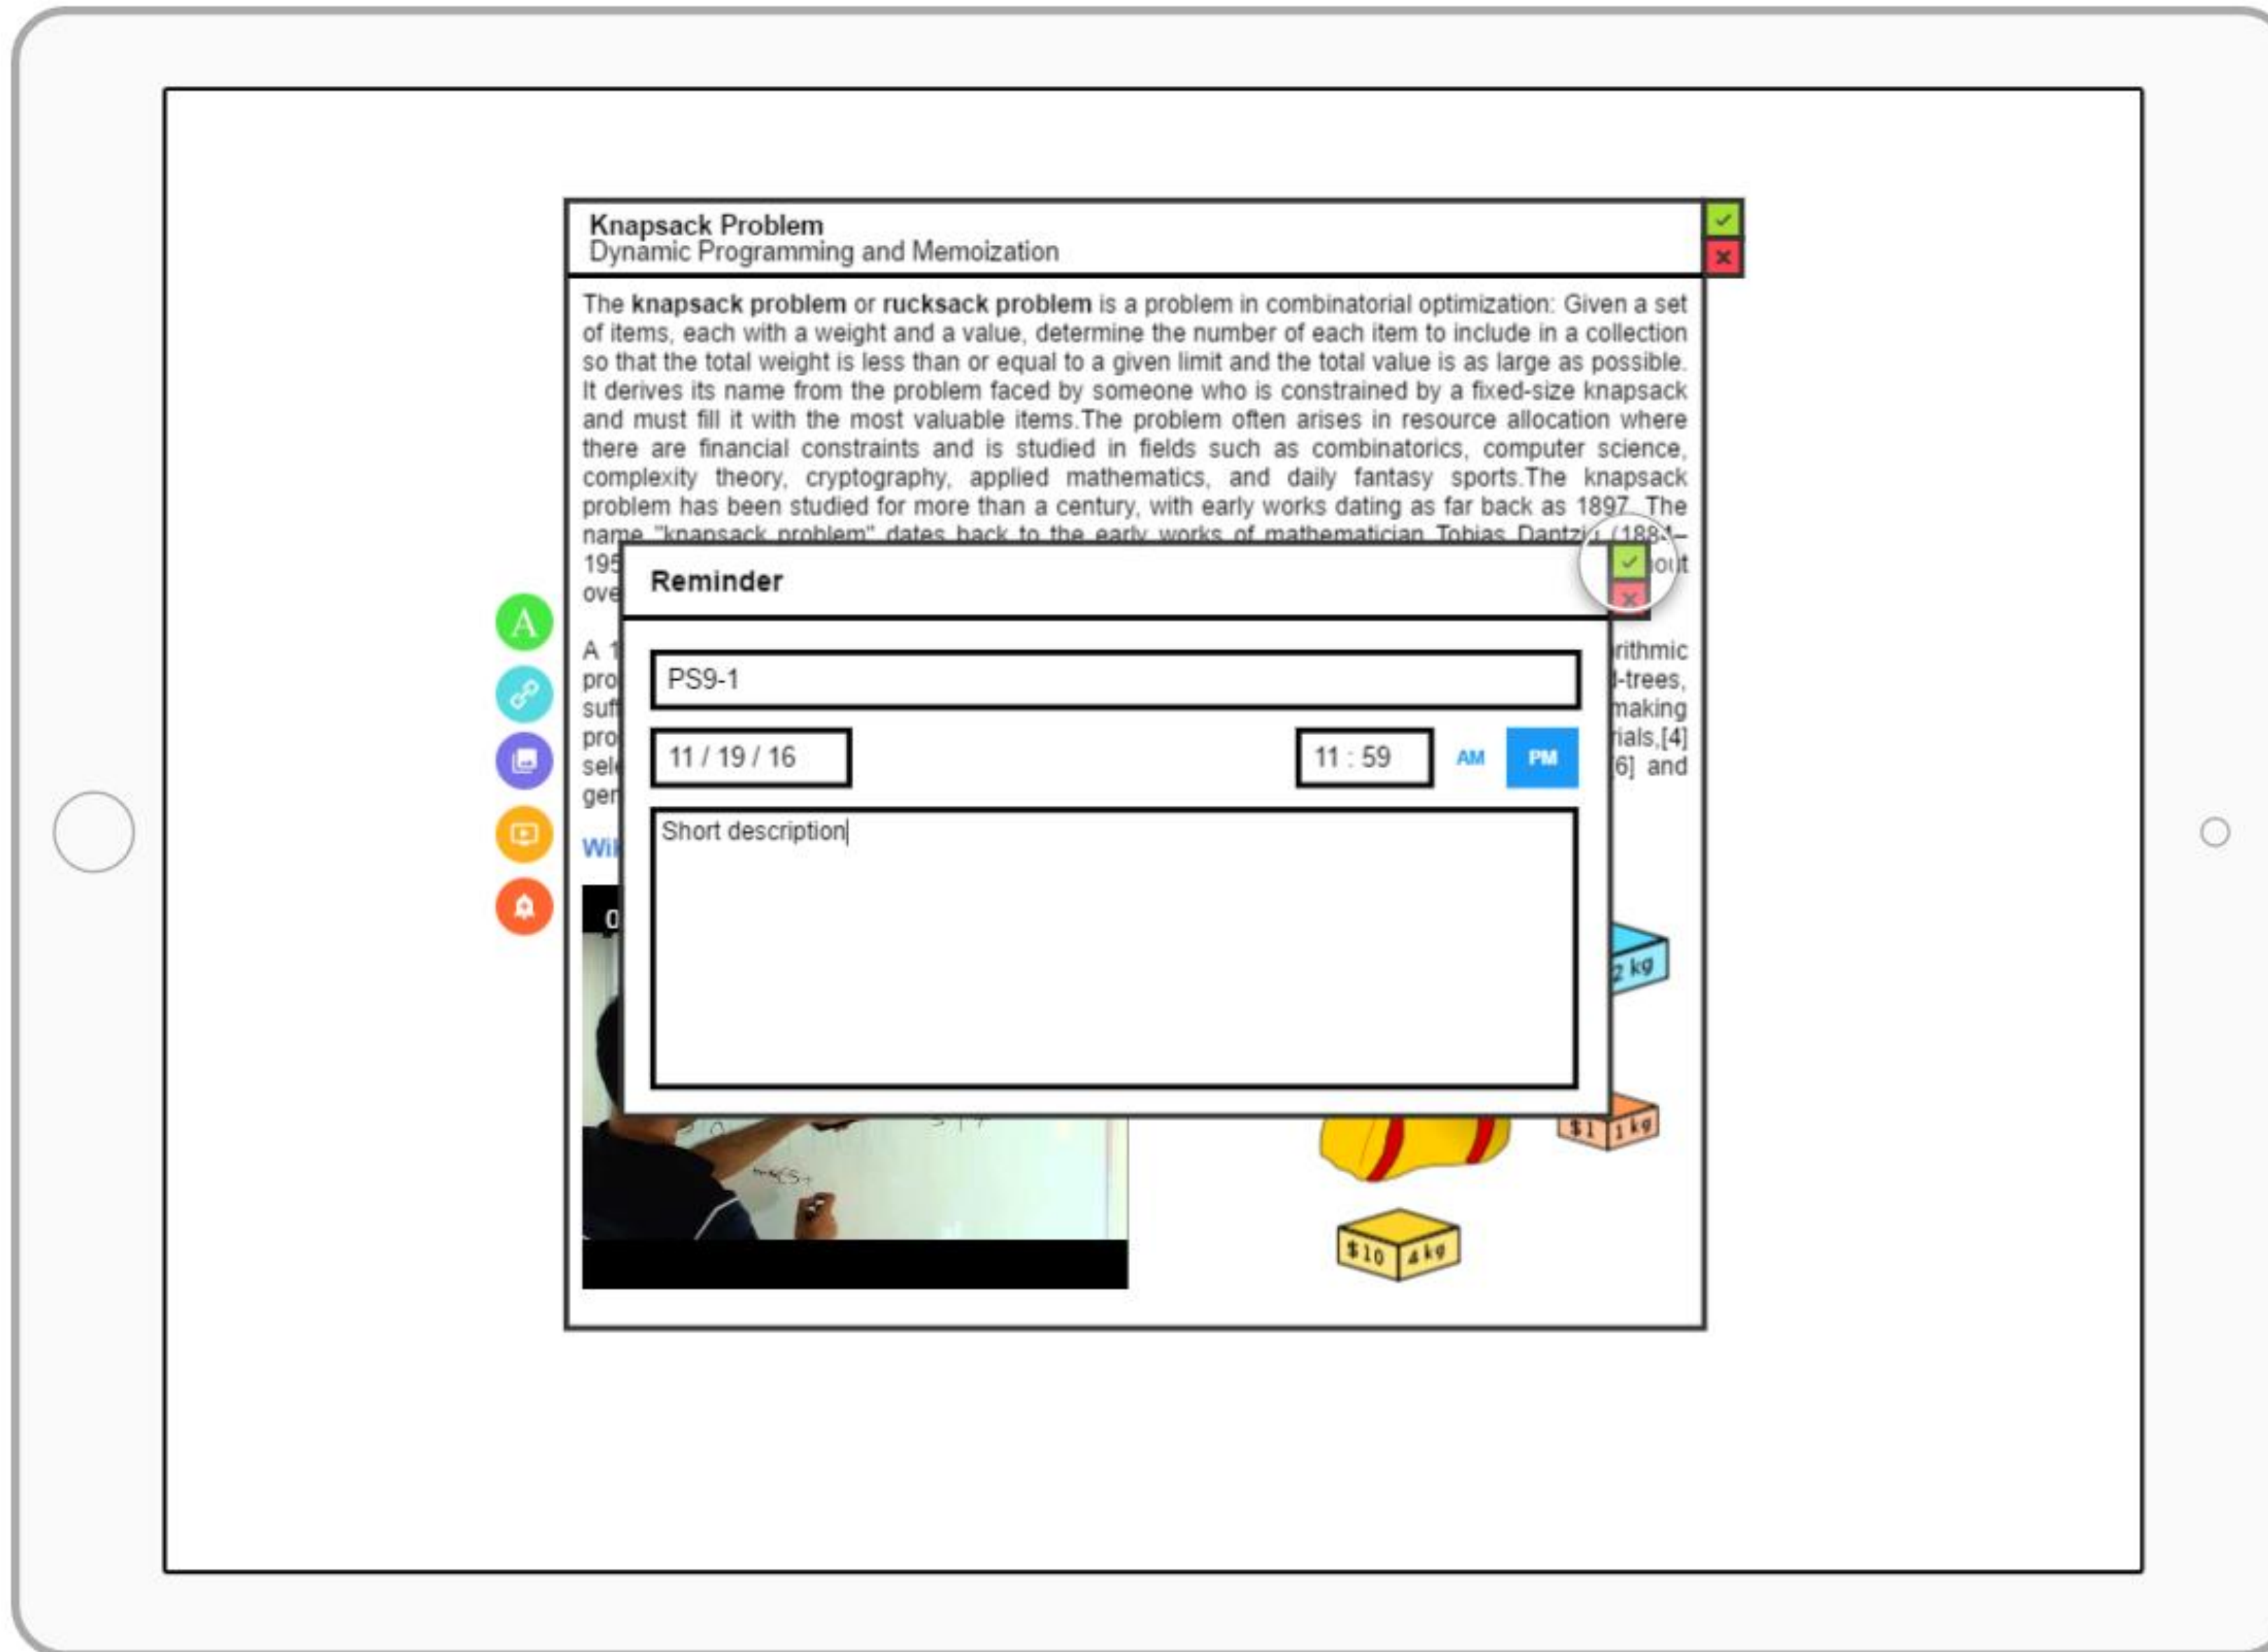 Knapsack Problem
Dynamic Programming and Memoization
The knapsack problem or rucksack problem is a problem in combinatorial optimization: Given a set
of items, each with a weight and a value, determine the number of each item to include in a collection
so that the total weight is less than or equal to a given limit and the total value is as large as possible.
It derives its name from the problem faced by someone who is constrained by a fixed-size knapsack
and must fill it with the most valuable items.The problem often arises in resource allocation where
there are financial constraints and is studied in fields such as combinatorics, computer science,
complexity theory, cryptography, applied mathematics, and daily fantasy sports.The knapsack
problem has been studied for more than a century, with early works dating as far back as 1897. The
name "knapsack problem" dates back to the early works of mathematician Tobias Dantzig (1884–
Reminder
A
PS9-1
11 / 19 / 16
11 : 59 AM PM
Short description
[6] and
2 kg
$1 1 kg
$10 4 kg